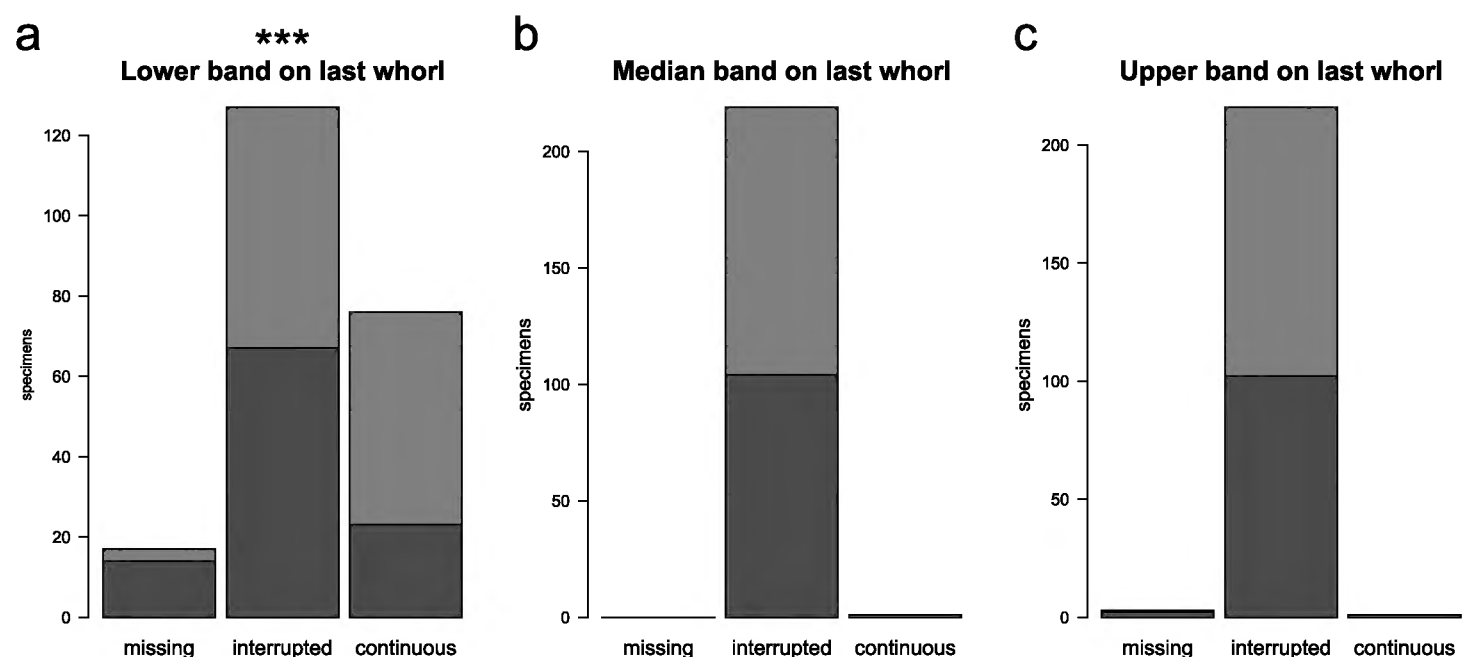 a
***
Lower band on last whorl
120
100
80
60
40
20
0
specimens
missing interrupted continuous
b
Median band on last whorl
200
150
100
50
0
specimens
missing interrupted continuous
c
Upper band on last whorl
200
150
100
50
0
specimens
missing interrupted continuous